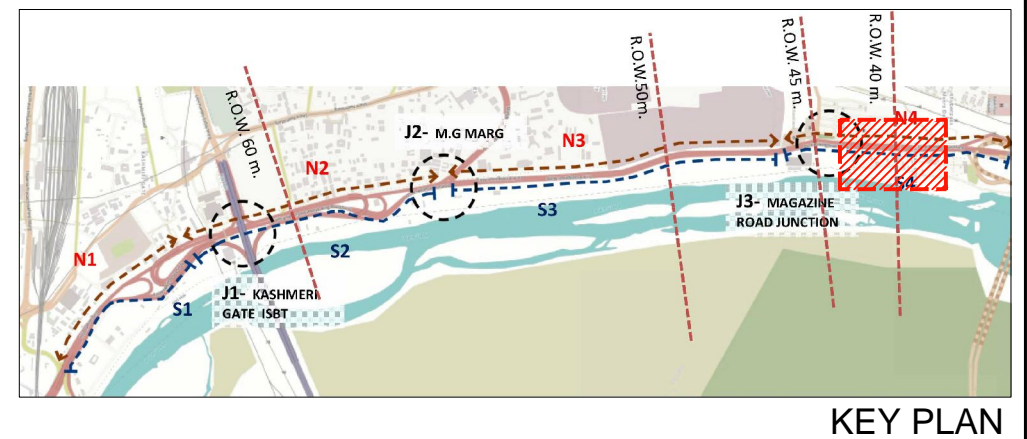 R.O.W. 60 m.
R.O.W.50m.
R.O.W. 45 m.
R.O.W. 40 m.
N4
J2- M.G MARG
N3
N2
N1
S4
S3
S2
S1
J3- MAGAZINE
ROAD JUNCTION
J1- KASHMERI
GATE ISBT
KEY PLAN